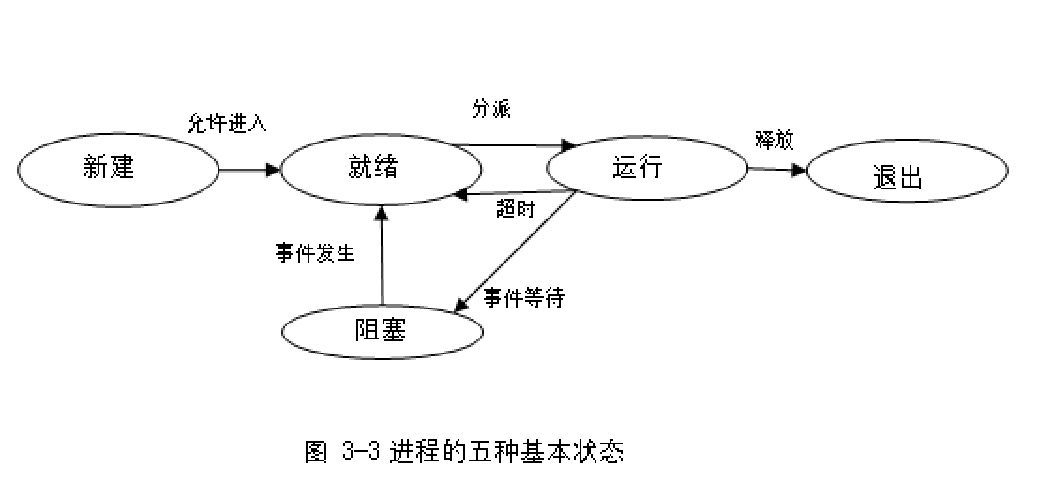 分派
允许进入
释放
新建
就绪
运行
退出
超时
事件发生
事件等待
阻塞
图 3-3 进程的五种基本状态